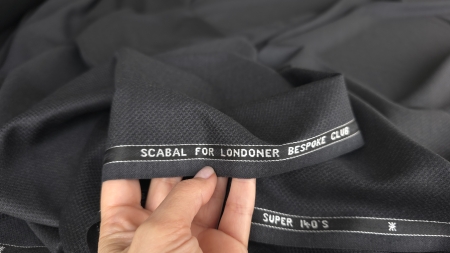 SCABAL FOR LONDONER BESPOKE CLUB
SUPER 140'S